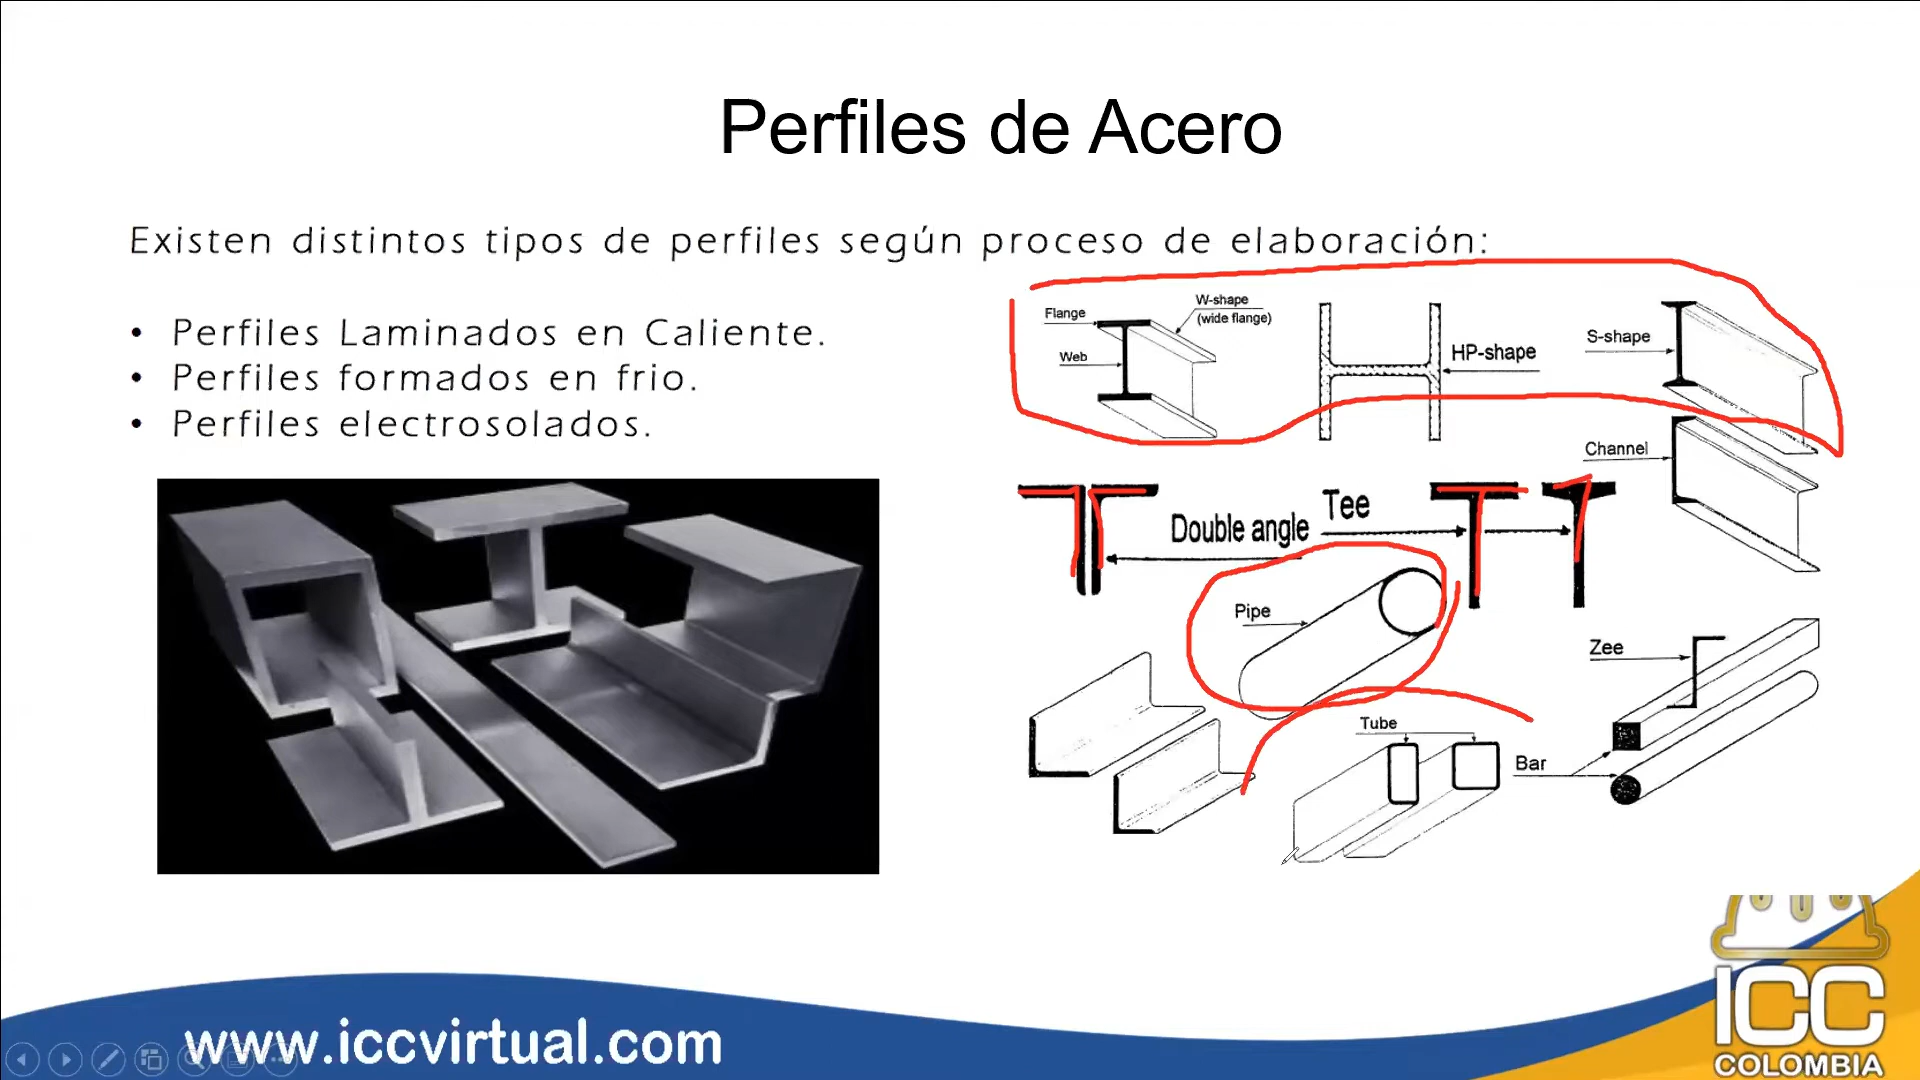 Perfiles de Acero
Existen distintos tipos de perfiles según proceso de elaboración:
• Perfiles Laminados en Caliente.
• Perfiles formados en frio.
• Perfiles electrosolados.
Flange
W-shape
(wide flange)
Web
HP-shape
S-shape
Channel
Double angle
Tee
Pipe
Zee
Tube
Bar
www.iccvirtual.com
ICC
COLOMBIA